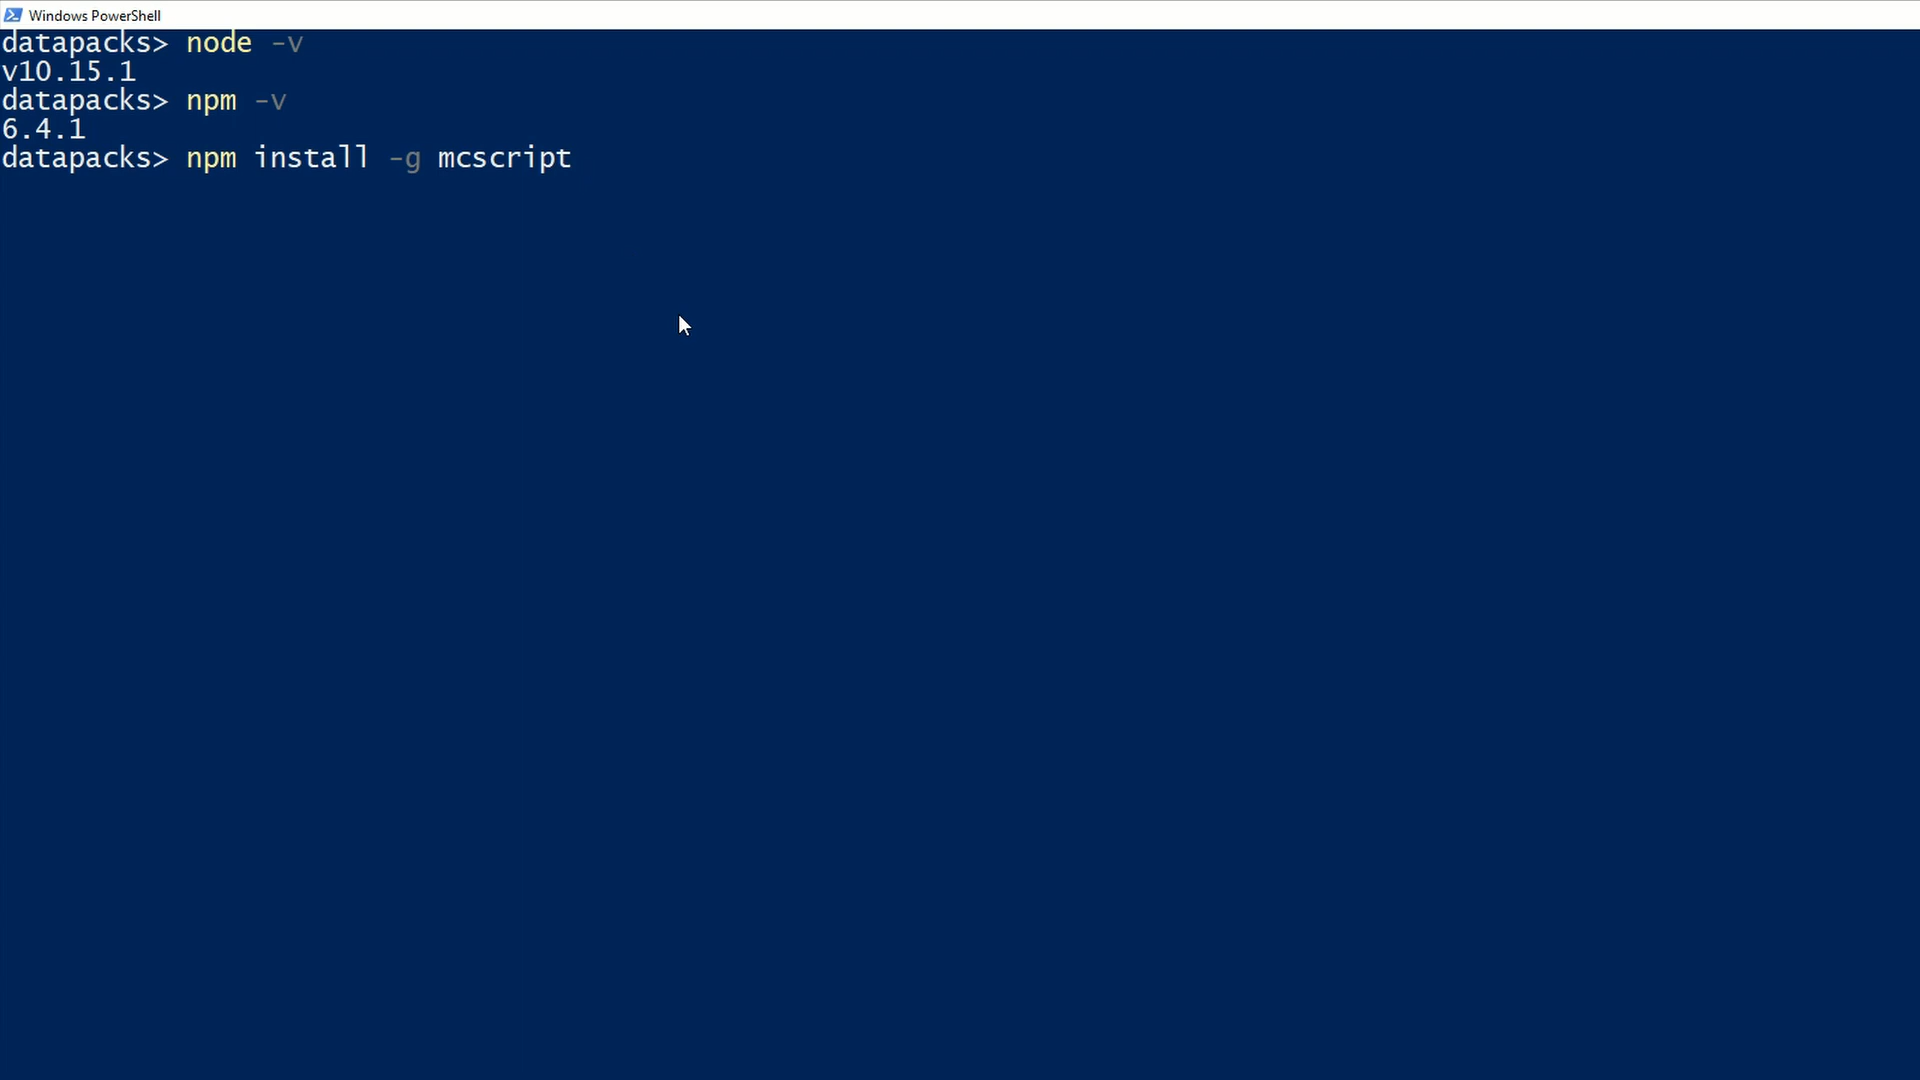 Windows PowerShell
datapacks> node -v
v10.15.1
datapacks> npm -v
6.4.1
datapacks> npm install -g mcscript